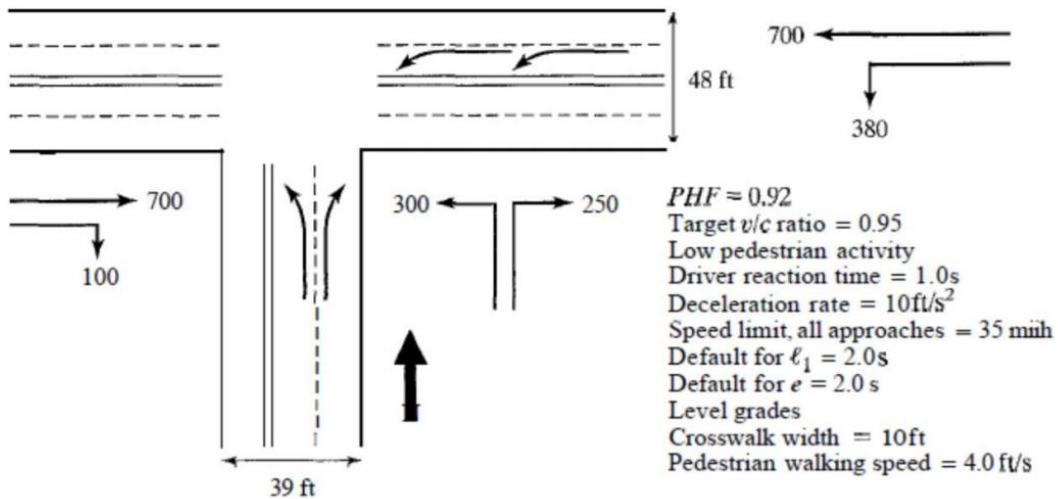 700
48 ft
380
700
300
250
100
PHF = 0.92
Target v/c ratio = 0.95
Low pedestrian activity
Driver reaction time = 1.0s
Deceleration rate = 10ft/s²
Speed limit, all approaches = 35 miih
Default for ℓ₁ = 2.0s
Default for e = 2.0 s
Level grades
Crosswalk width = 10ft
Pedestrian walking speed = 4.0 ft/s
39 ft